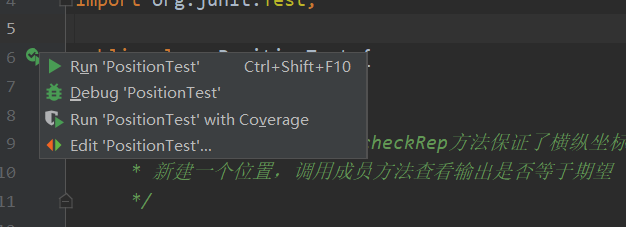 4 import org.junit.Test;
5
6
Run 'PositionTest' Ctrl+Shift+F10
Debug 'PositionTest'
Run 'PositionTest' with Coverage
Edit 'PositionTest'...
9 checkRep方法保证了横纵坐标
10 * 新建一个位置，调用成员方法查看输出是否等于期望
11 */